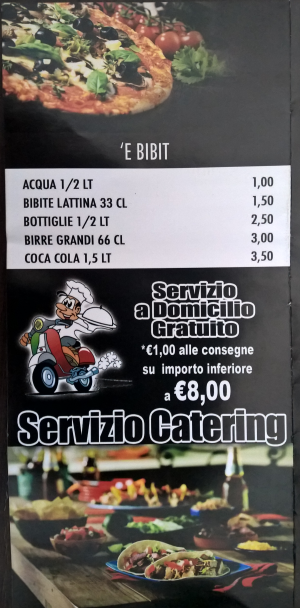 'E BIBIT
ACQUA 1/2 LT 1,00
BIBITE LATTINA 33 CL 1,50
BOTTIGLIE 1/2 LT 2,50
BIRRE GRANDI 66 CL 3,00
COCA COLA 1,5 LT 3,50
Servizio
a Domicilio
Gratuito
*€1,00 alle consegne
su importo inferiore
a €8,00
Servizio Catering